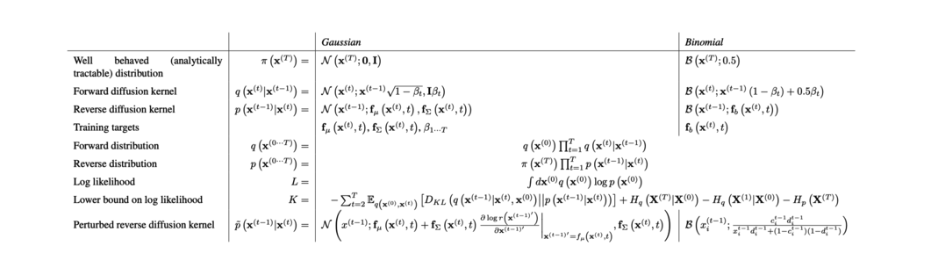 Gaussian Binomial
Well behaved (analytically tractable) distribution π(x^(T)) = N(x^(T); 0, I) B(x^(T); 0.5)
Forward diffusion kernel q(x^(t)|x^(t−1)) = N(x^(t); x^(t−1)√(1 − β_t), Iβ_t) B(x^(t); x^(t−1)(1 − β_t) + 0.5β_t)
Reverse diffusion kernel p(x^(t−1)|x^(t)) = N(x^(t−1); f_μ(x^(t), t), f_Σ(x^(t), t)) B(x^(t−1); f_b(x^(t), t))
Training targets f_μ(x^(t), t), f_Σ(x^(t), t), β_1⋯T f_b(x^(t), t)
Forward distribution q(x^(0⋯T)) = q(x^(0)) ∏_{t=1}^T q(x^(t)|x^(t−1))
Reverse distribution p(x^(0⋯T)) = π(x^(T)) ∏_{t=1}^T p(x^(t−1)|x^(t))
Log likelihood L = ∫ dx^(0) q(x^(0)) log p(x^(0))
Lower bound on log likelihood K = −∑_{t=2}^T E_{q(x^(0),x^(t))} [D_KL(q(x^(t−1)|x^(t), x^(0))||p(x^(t−1)|x^(t)))] + H_q(X^(T)|X^(0)) − H_q(X^(1)|X^(0)) − H_p(X^(T))
Perturbed reverse diffusion kernel p̃(x^(t−1)|x^(t)) = N(x^(t−1); f_μ(x^(t), t) + f_Σ(x^(t), t) ∂ log r(x^(t−1)′)/∂x^(t−1)′ |_{x^(t−1)′=f_μ(x^(t),t)}, f_Σ(x^(t), t)) B(x_i^(t−1); c_i^{t−1}d_i^{t−1}/(x_i^{t−1}d_i^{t−1}+(1−c_i^{t−1})(1−d_i^{t−1})))